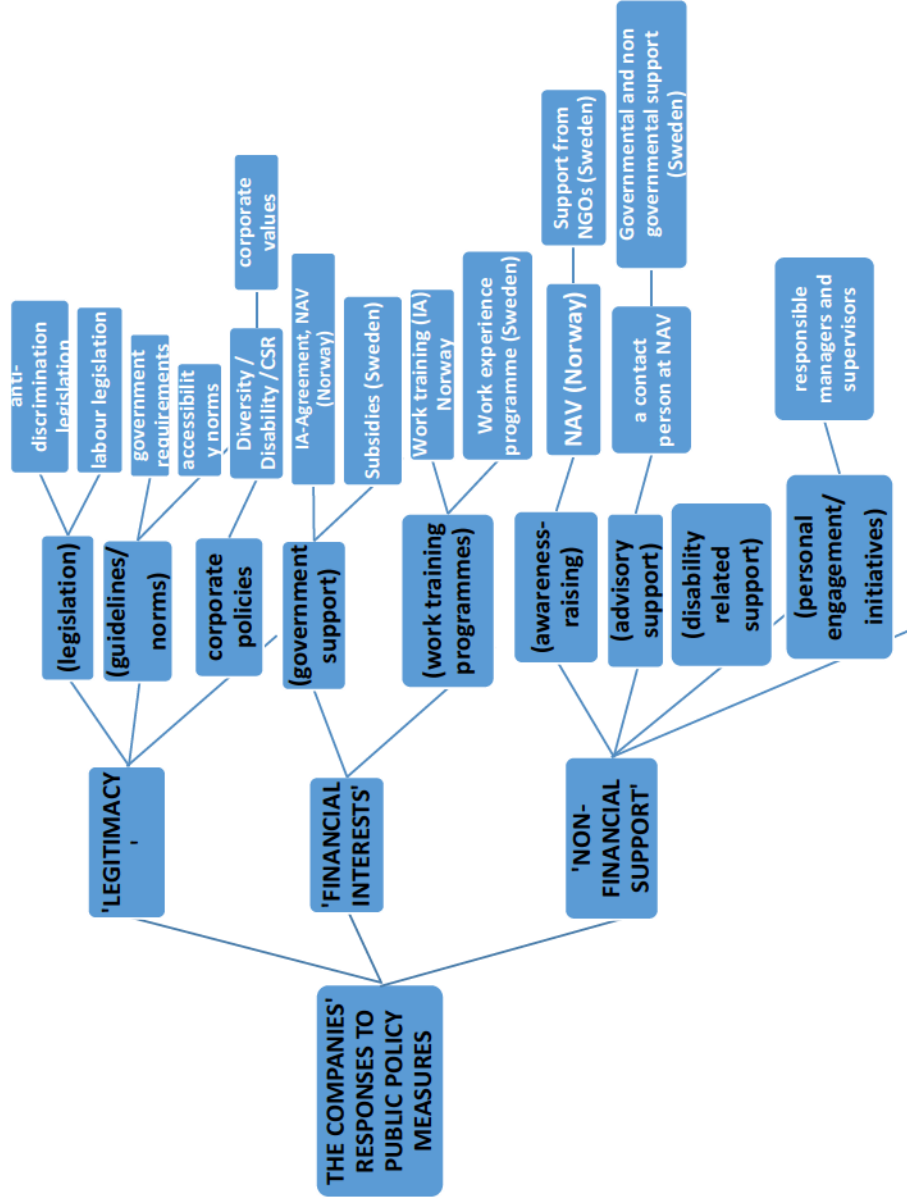 THE COMPANIES'
RESPONSES TO
PUBLIC POLICY
MEASURES
'LEGITIMACY
'
(legislation)
anti-
discrimination
legislation
labour legislation
(guidelines/
norms)
government
requirements
accessibilit
y norms
corporate
policies
Diversity /
Disability /CSR
corporate
values
'FINANCIAL
INTERESTS'
(government
support)
IA-Agreement, NAV
(Norway)
Subsidies (Sweden)
(work training
programmes)
Work training (IA)
Norway
Work experience
programme (Sweden)
'NON-
FINANCIAL
SUPPORT'
(awareness-
raising)
NAV (Norway)
Support from
NGOs (Sweden)
(advisory
support)
a contact
person at NAV
Governmental and non
governmental support
(Sweden)
(disability
related
support)
(personal
engagement/
initiatives)
responsible
managers and
supervisors